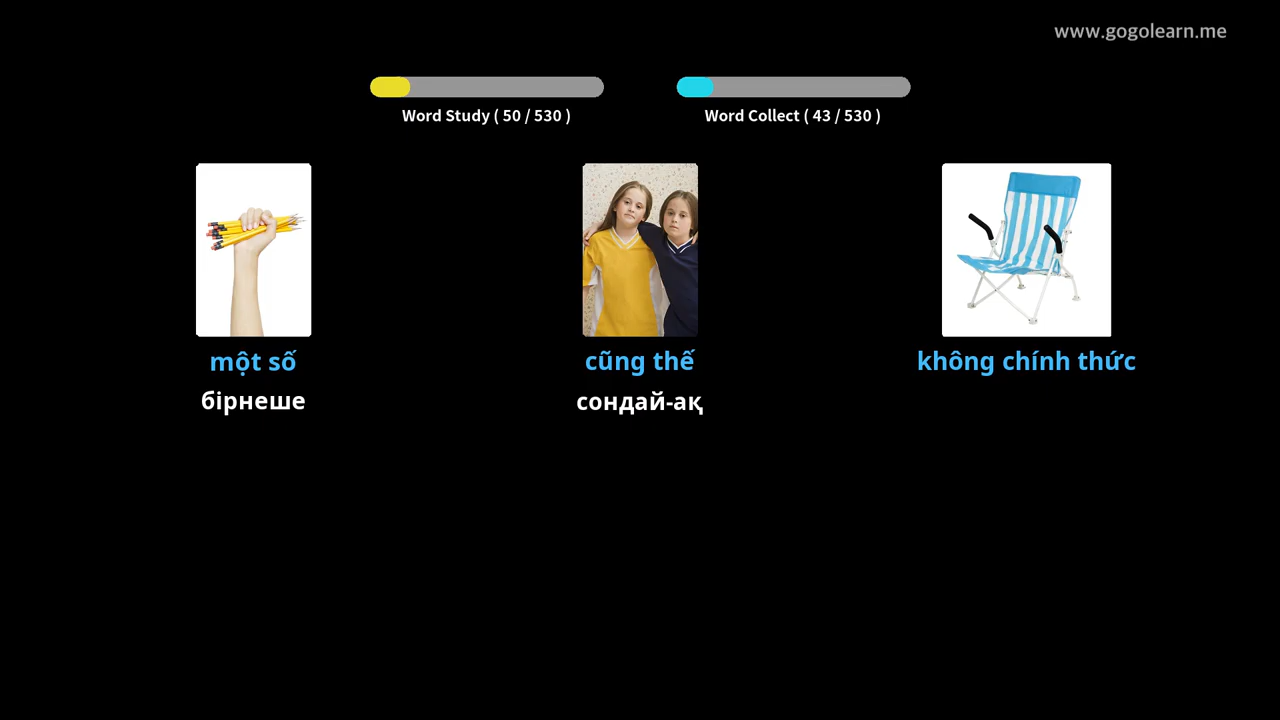 www.gogolearn.me
Word Study ( 50 / 530 )
Word Collect ( 43 / 530 )
một số
cũng thế
không chính thức
бірнеше
сондай-ақ